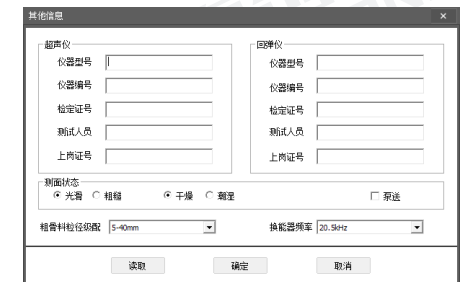 其他信息
超声仪
仪器型号
仪器编号
检定证号
测试人员
上岗证号
回弹仪
仪器型号
仪器编号
检定证号
测试人员
上岗证号
测面状态
光滑 粗糙 干燥 潮湿 泵送
粗骨料粒径级配 5-40mm 换能器频率 20.5kHz
读取 确定 取消